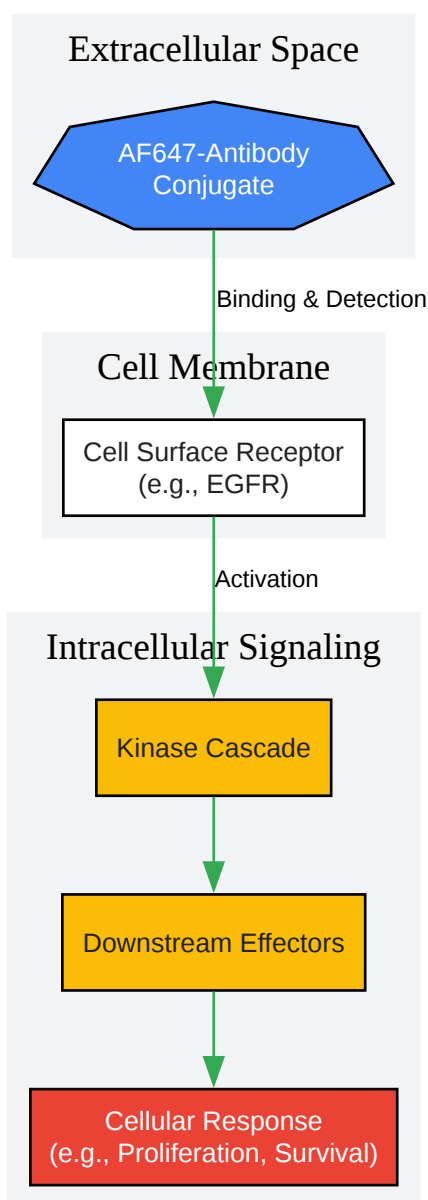 Extracellular Space
AF647-Antibody
Conjugate
Binding & Detection
Cell Membrane
Cell Surface Receptor
(e.g., EGFR)
Activation
Intracellular Signaling
Kinase Cascade
Downstream Effectors
Cellular Response
(e.g., Proliferation, Survival)